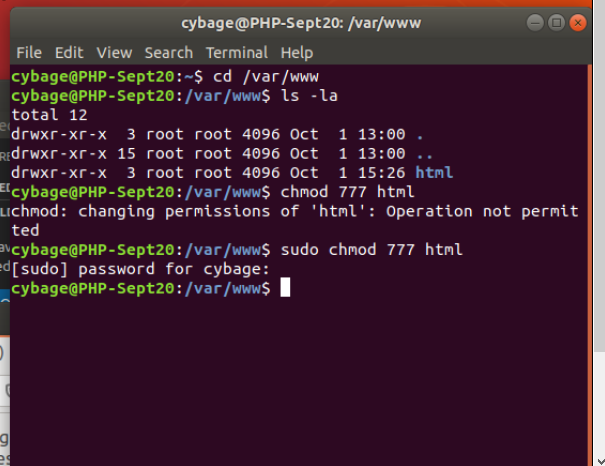 cybage@PHP-Sept20: /var/www
File Edit View Search Terminal Help
cybage@PHP-Sept20:~$ cd /var/www
cybage@PHP-Sept20:/var/www$ ls -la
total 12
drwxr-xr-x  3 root root 4096 Oct  1 13:00 .
drwxr-xr-x 15 root root 4096 Oct  1 13:00 ..
drwxr-xr-x  3 root root 4096 Oct  1 15:26 html
cybage@PHP-Sept20:/var/www$ chmod 777 html
chmod: changing permissions of 'html': Operation not permit
ted
cybage@PHP-Sept20:/var/www$ sudo chmod 777 html
[sudo] password for cybage:
cybage@PHP-Sept20:/var/www$